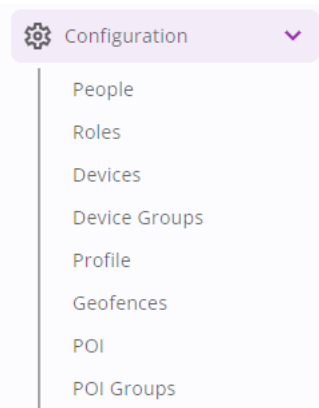 Configuration
People
Roles
Devices
Device Groups
Profile
Geofences
POI
POI Groups